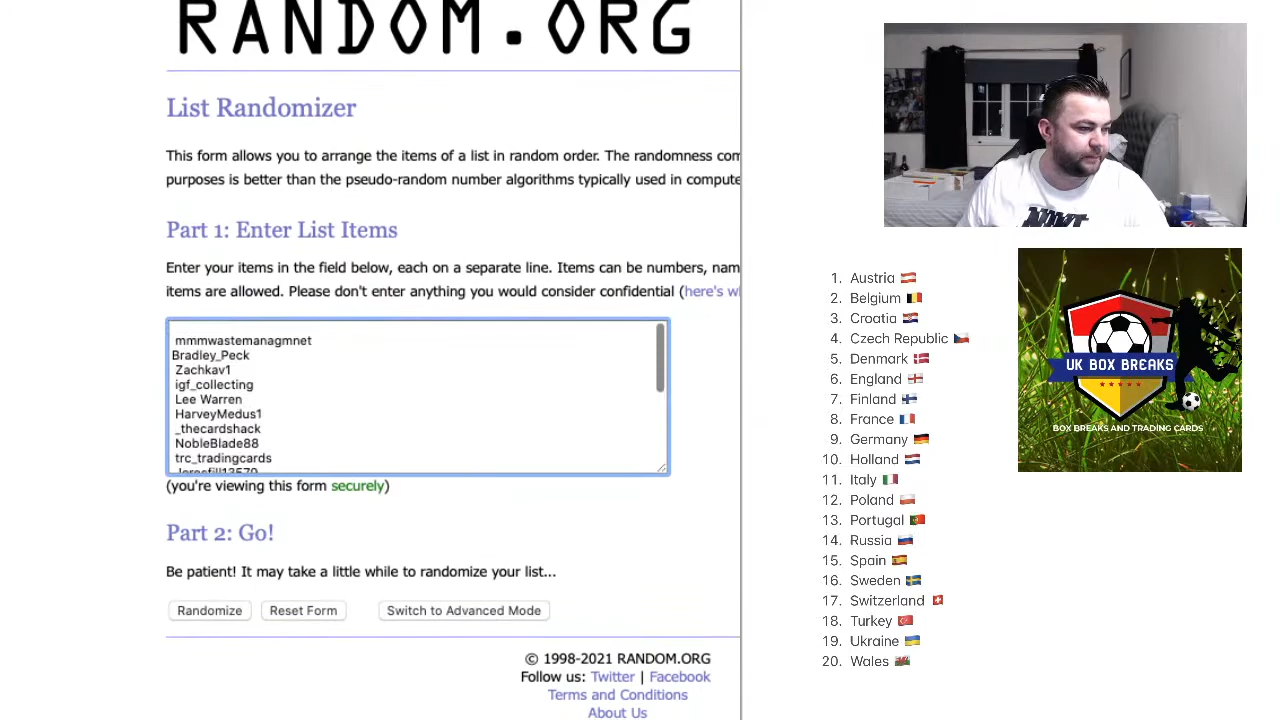 RANDOM.ORG
List Randomizer
This form allows you to arrange the items of a list in random order. The randomness com
purposes is better than the pseudo-random number algorithms typically used in compute
Part 1: Enter List Items
Enter your items in the field below, each on a separate line. Items can be numbers, nam
items are allowed. Please don't enter anything you would consider confidential (here's w
mmmwastemanagmnet
Bradley_Peck
Zachkav1
igf_collecting
Lee Warren
HarveyMedus1
_thecardshack
NobleBlade88
trc_tradingcards
(you're viewing this form securely)
Part 2: Go!
Be patient! It may take a little while to randomize your list...
Randomize Reset Form Switch to Advanced Mode
© 1998-2021 RANDOM.ORG
Follow us: Twitter | Facebook
Terms and Conditions
About Us
1. Austria
2. Belgium
3. Croatia
4. Czech Republic
5. Denmark
6. England
7. Finland
8. France
9. Germany
10. Holland
11. Italy
12. Poland
13. Portugal
14. Russia
15. Spain
16. Sweden
17. Switzerland
18. Turkey
19. Ukraine
20. Wales
UK BOX BREAKS
BOX BREAKS AND TRADING CARDS